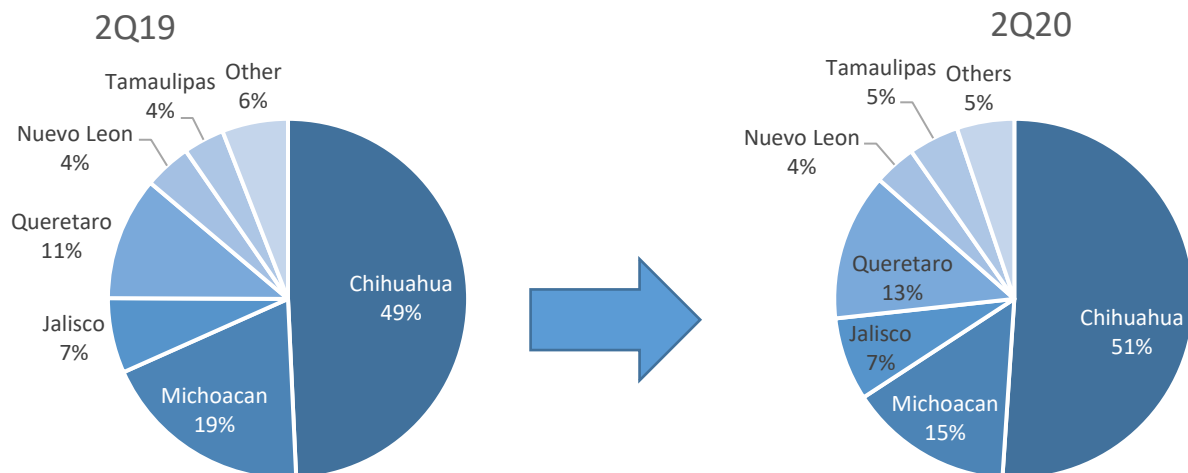 2Q19
Other
6%
Tamaulipas
4%
Nuevo Leon
4%
Queretaro
11%
Jalisco
7%
Michoacan
19%
Chihuahua
49%
2Q20
Others
5%
Tamaulipas
5%
Nuevo Leon
4%
Queretaro
13%
Jalisco
7%
Michoacan
15%
Chihuahua
51%